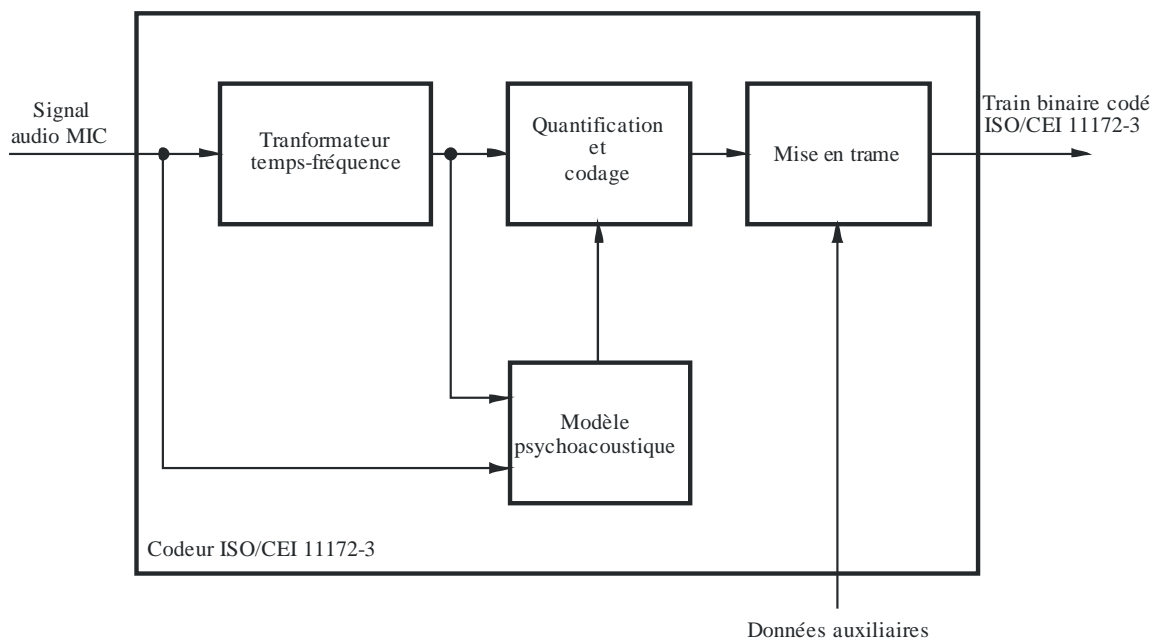 Signal
audio MIC
Tranformateur
temps-fréquence
Quantification
et
codage
Mise en trame
Train binaire codé
ISO/CEI 11172-3
Modèle
psychoacoustique
Codeur ISO/CEI 11172-3
Données auxiliaires